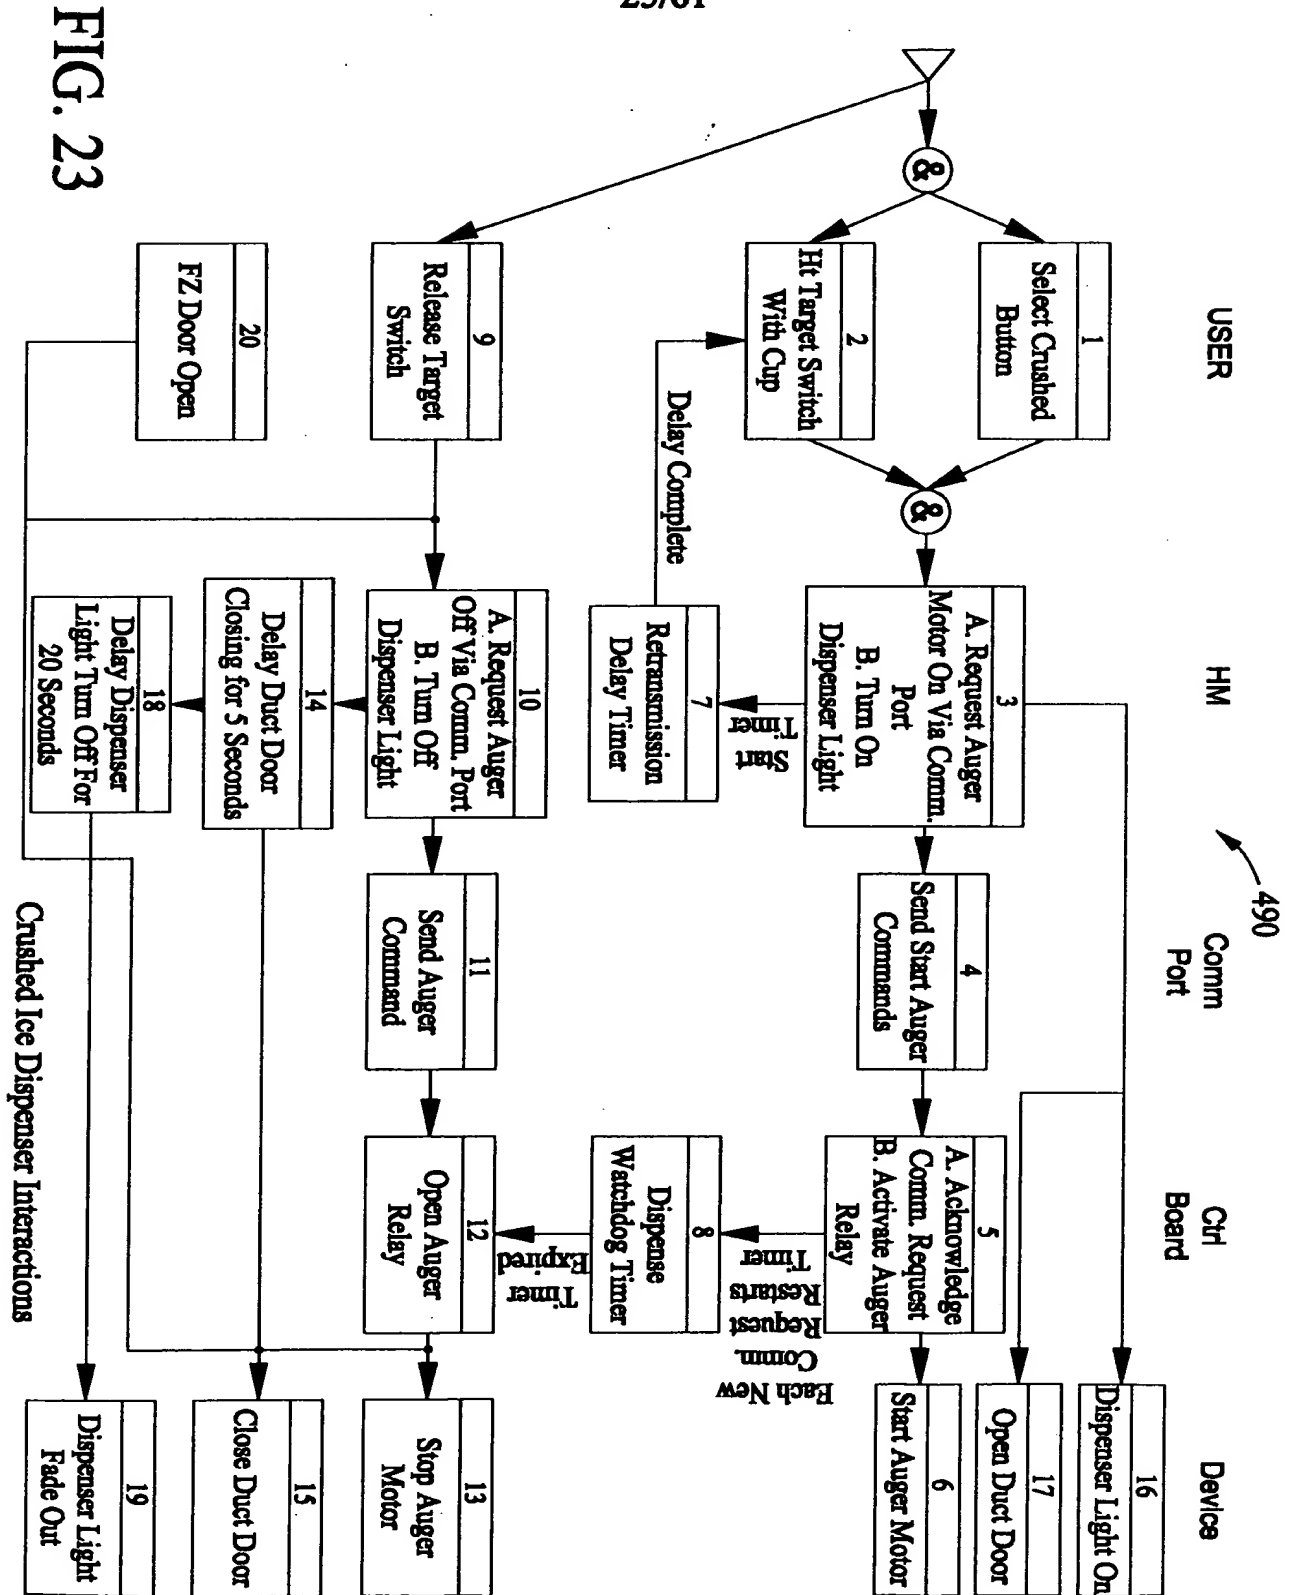 USER
HM
Comm
Port
Ctrl
Board
Device
490
1
Select Crushed
Button
2
Ht Target Switch
With Cup
&
&
3
A. Request Auger
Motor On Via Comm.
Port
B. Turn On
Dispenser Light
4
Send Start Auger
Commands
5
A. Acknowledge
Comm. Request
B. Activate Auger
Relay
6
Start Auger Motor
16
Dispenser Light On
17
Open Duct Door
Start
Timer
7
Retransmission
Delay Timer
Delay Complete
Each New
Comm.
Request
Restarts
Timer
8
Dispense
Watchdog Timer
Timer
Expired
9
Release Target
Switch
10
A. Request Auger
Off Via Comm. Port
B. Turn Off
Dispenser Light
11
Send Auger
Command
12
Open Auger
Relay
13
Stop Auger
Motor
14
Delay Duct Door
Closing for 5 Seconds
15
Close Duct Door
20
FZ Door Open
18
Delay Dispenser
Light Turn Off For
20 Seconds
19
Dispenser Light
Fade Out
Crushed Ice Dispenser Interactions
FIG. 23